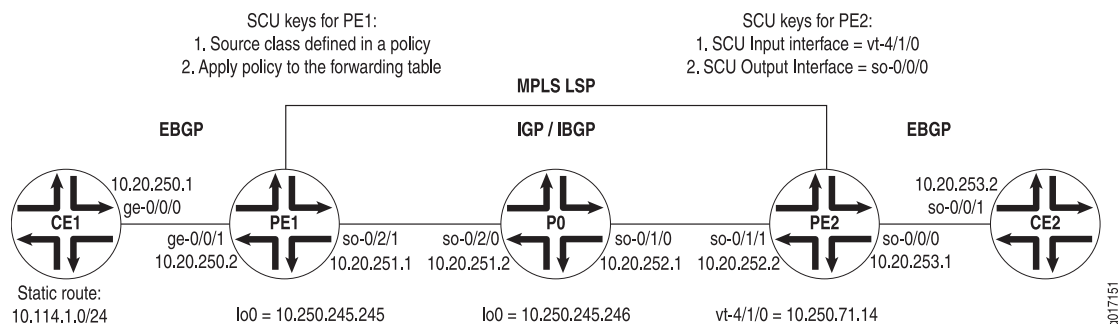 SCU keys for PE1:
1. Source class defined in a policy
2. Apply policy to the forwarding table
SCU keys for PE2:
1. SCU Input interface = vt-4/1/0
2. SCU Output Interface = so-0/0/0
MPLS LSP
EBGP
IGP / IBGP
EBGP
10.20.250.1
ge-0/0/0
CE1
ge-0/0/1
10.20.250.2
PE1
so-0/2/1
10.20.251.1
so-0/2/0
10.20.251.2
P0
so-0/1/0
10.20.252.1
so-0/1/1
10.20.252.2
PE2
so-0/0/0
10.20.253.1
10.20.253.2
so-0/0/1
CE2
Static route:
10.114.1.0/24
lo0 = 10.250.245.245
lo0 = 10.250.245.246
vt-4/1/0 = 10.250.71.14
g017151